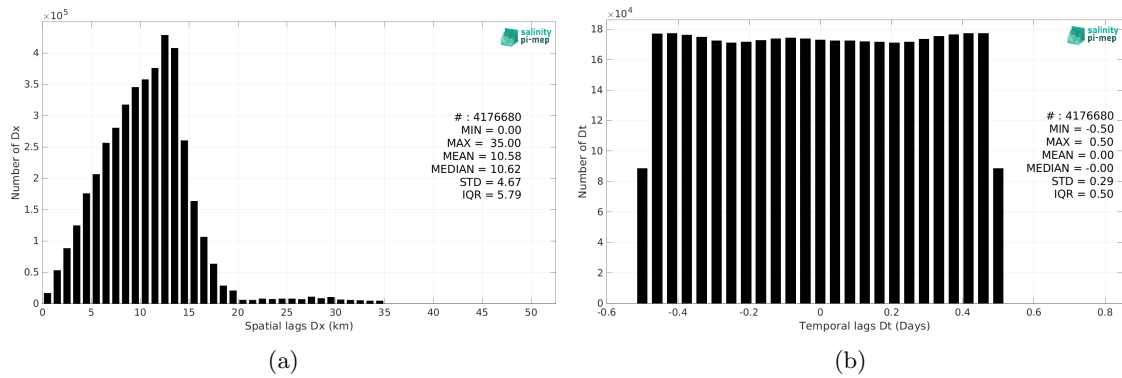 ×10⁵
4
3.5
3
2.5
2
1.5
1
0.5
0
Number of Dx
0 5 10 15 20 25 30 35 40 45 50
Spatial lags Dx (km)
salinity
pi-mep
# : 4176680
MIN = 0.00
MAX = 35.00
MEAN = 10.58
MEDIAN = 10.62
STD = 4.67
IQR = 5.79
(a)
×10⁴
18
16
14
12
10
8
6
4
2
0
Number of Dt
-0.6 -0.4 -0.2 0 0.2 0.4 0.6 0.8
Temporal lags Dt (Days)
salinity
pi-mep
# : 4176680
MIN = -0.50
MAX = 0.50
MEAN = 0.00
MEDIAN = -0.00
STD = 0.29
IQR = 0.50
(b)